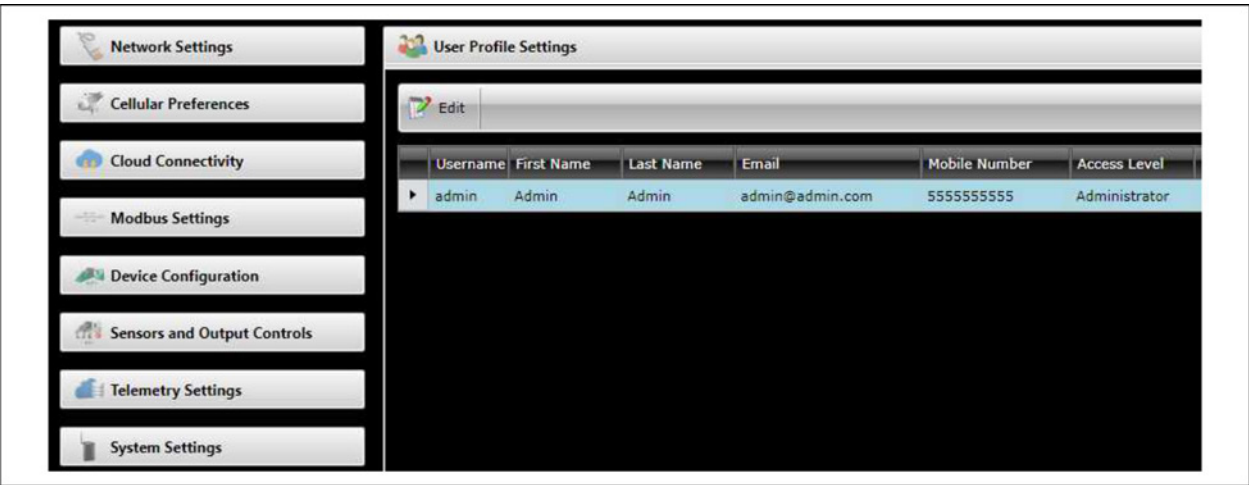 Network Settings
Cellular Preferences
Cloud Connectivity
Modbus Settings
Device Configuration
Sensors and Output Controls
Telemetry Settings
System Settings
User Profile Settings
Edit
Username First Name Last Name Email Mobile Number Access Level
admin Admin Admin admin@admin.com 5555555555 Administrator